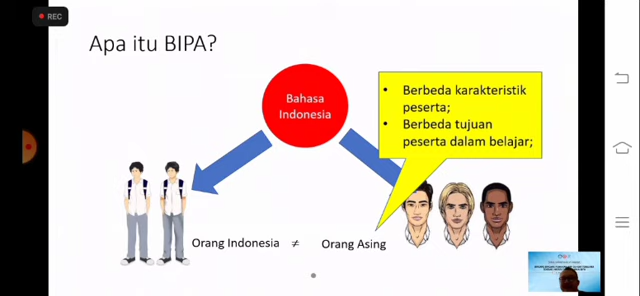 REC
Apa itu BIPA?
Bahasa
Indonesia
• Berbeda karakteristik
peserta;
• Berbeda tujuan
peserta dalam belajar;
Orang Indonesia ≠ Orang Asing